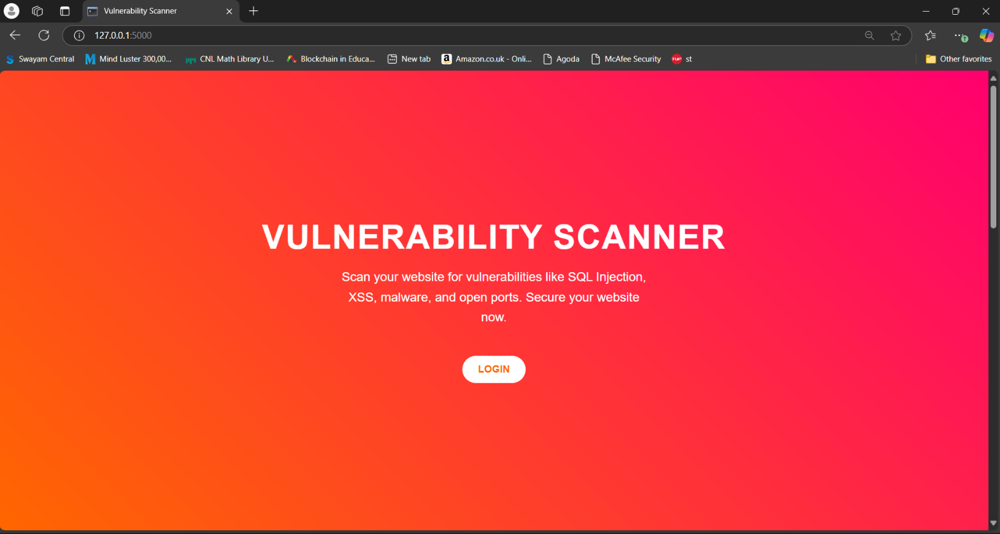 Vulnerability Scanner
127.0.0.1:5000
Swayam Central
Mind Luster 300,00...
CNL Math Library U...
Blockchain in Educa...
New tab
Amazon.co.uk - Onli...
Agoda
McAfee Security
st
Other favorites
VULNERABILITY SCANNER
Scan your website for vulnerabilities like SQL Injection,
XSS, malware, and open ports. Secure your website
now.
LOGIN